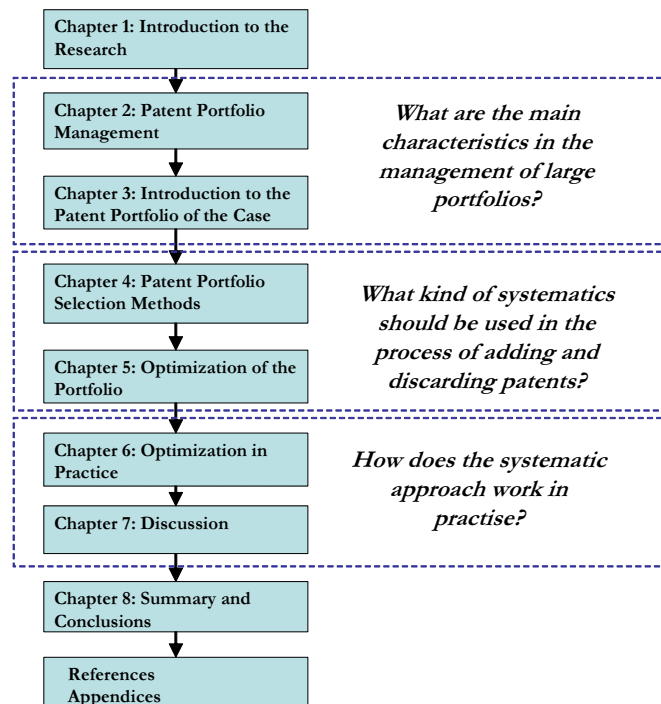 Chapter 1: Introduction to the
Research
Chapter 2: Patent Portfolio
Management
What are the main
characteristics in the
management of large
portfolios?
Chapter 3: Introduction to the
Patent Portfolio of the Case
Chapter 4: Patent Portfolio
Selection Methods
What kind of systematics
should be used in the
process of adding and
discarding patents?
Chapter 5: Optimization of the
Portfolio
Chapter 6: Optimization in
Practice
How does the systematic
approach work in
practise?
Chapter 7: Discussion
Chapter 8: Summary and
Conclusions
References
Appendices